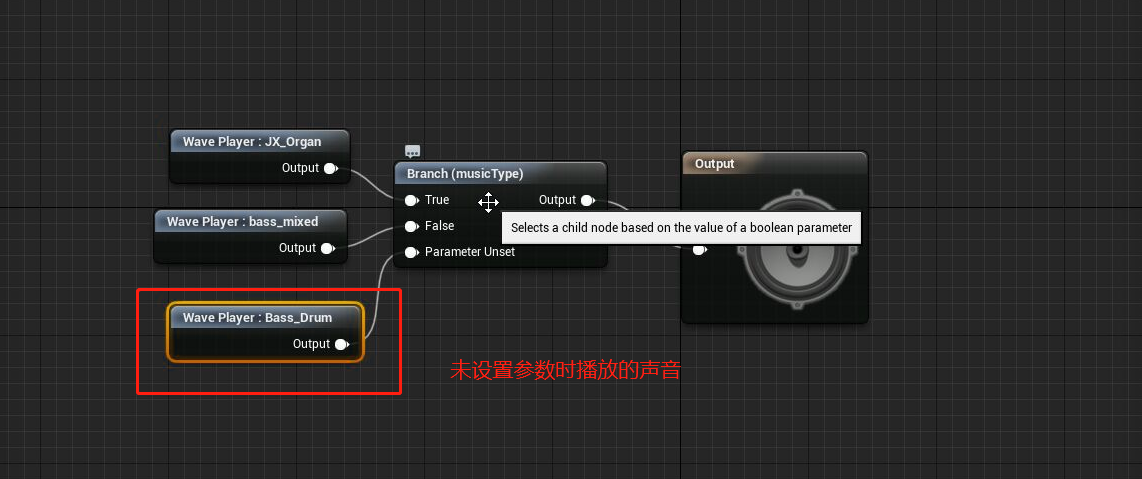 Wave Player : JX_Organ
Output
Wave Player : bass_mixed
Output
Wave Player : Bass_Drum
Output
Branch (musicType)
True
Output
False
Parameter Unset
Selects a child node based on the value of a boolean parameter
Output
未设置参数时播放的声音